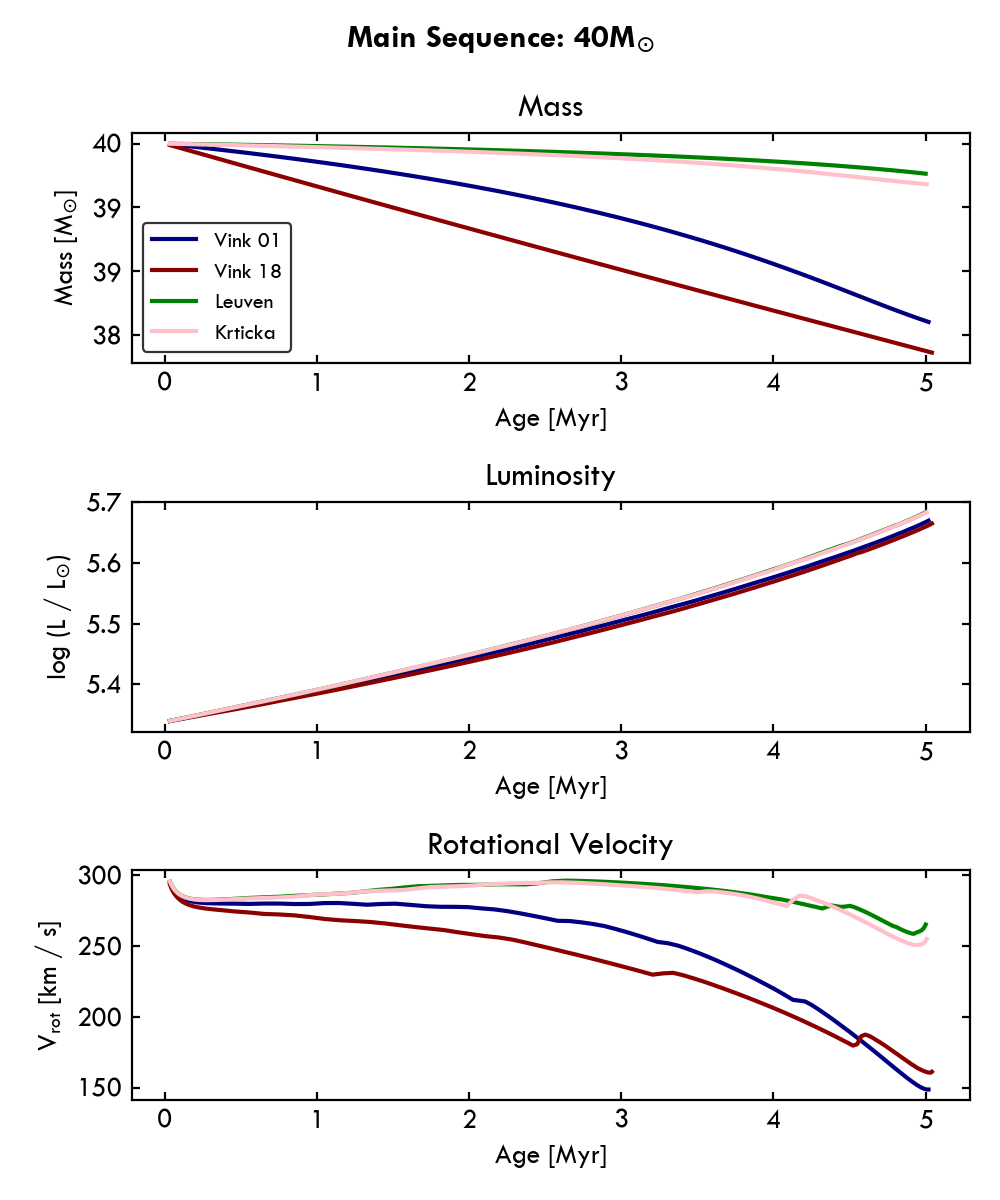 Main Sequence: 40M☉
Mass
40
39
39
38
Mass [M☉]
Vink 01
Vink 18
Leuven
Krticka
0 1 2 3 4 5
Age [Myr]
Luminosity
5.7
5.6
5.5
5.4
log (L / L☉)
0 1 2 3 4 5
Age [Myr]
Rotational Velocity
300
250
200
150
Vrot [km / s]
0 1 2 3 4 5
Age [Myr]